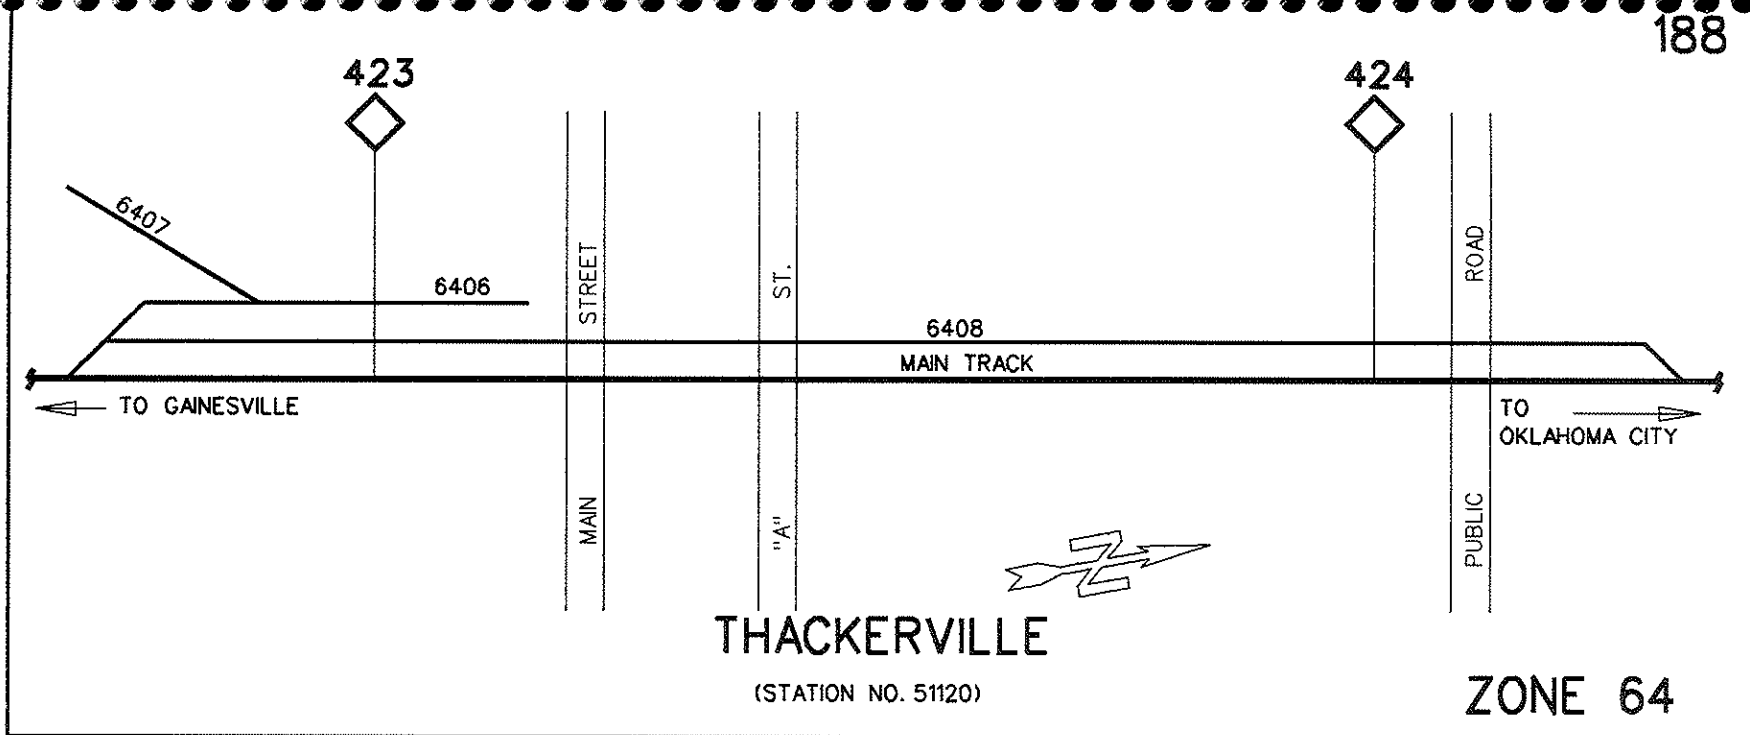 188
423
424
6407
6406
STREET
ST.
ROAD
6408
MAIN TRACK
TO GAINESVILLE
TO
OKLAHOMA CITY
MAIN
"A"
PUBLIC
N
THACKERVILLE
(STATION NO. 51120)
ZONE 64